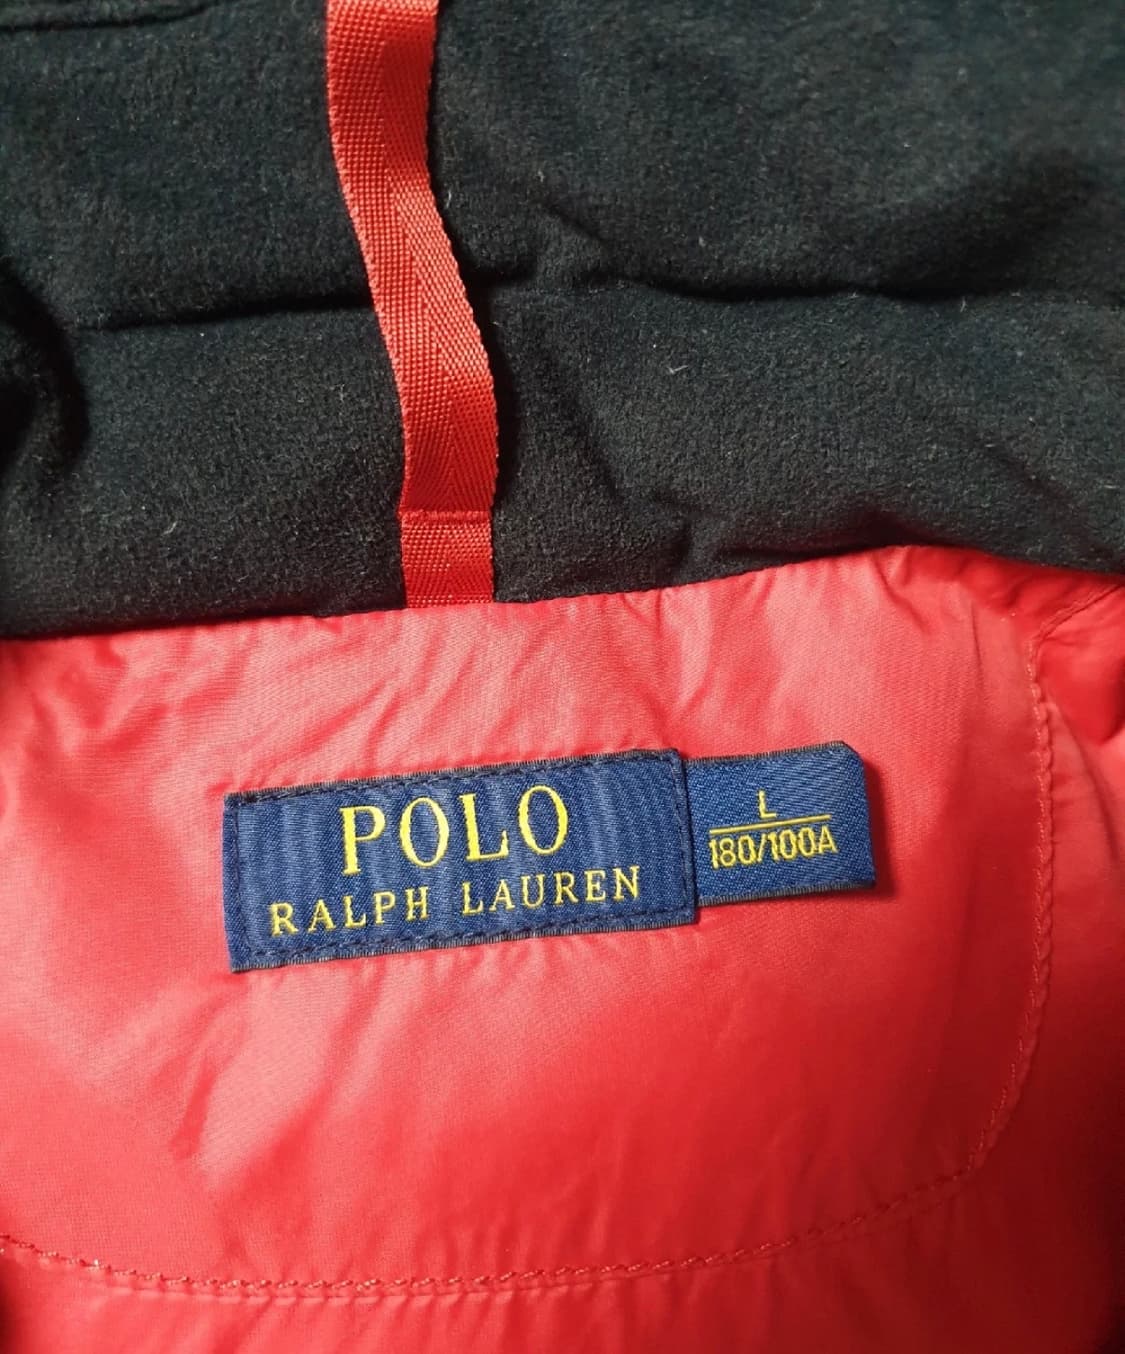 POLO
RALPH LAUREN
L
180/100A